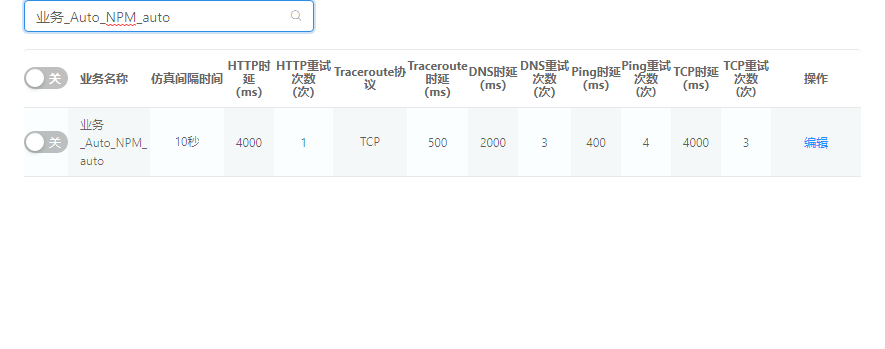 业务_Auto_NPM_auto
关 业务名称 仿真间隔时间 HTTP时延(ms) HTTP重试次数(次) Traceroute协议 Traceroute时延(ms) DNS时延(ms) DNS重试次数(次) Ping时延(ms) Ping重试次数(次) TCP时延(ms) TCP重试次数(次) 操作
关 业务_Auto_NPM_auto 10秒 4000 1 TCP 500 2000 3 400 4 4000 3 编辑